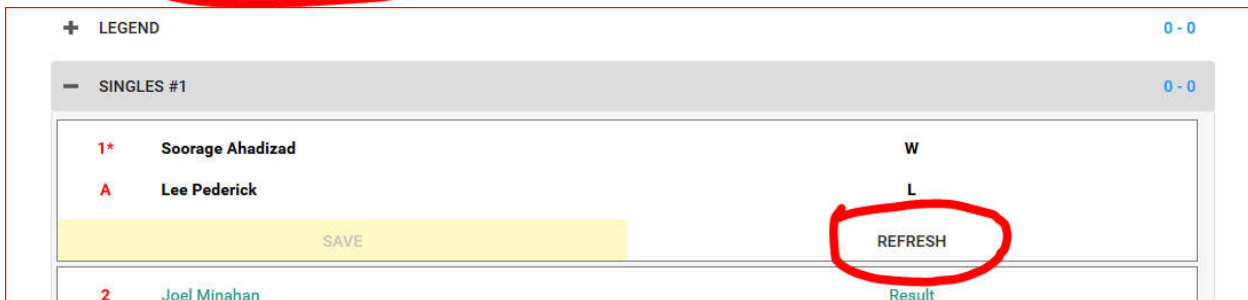 LEGEND 0 - 0
SINGLES #1 0 - 0
1* Soorage Ahadizad W
A Lee Pederick L
SAVE REFRESH
2 Joel Minahan Result